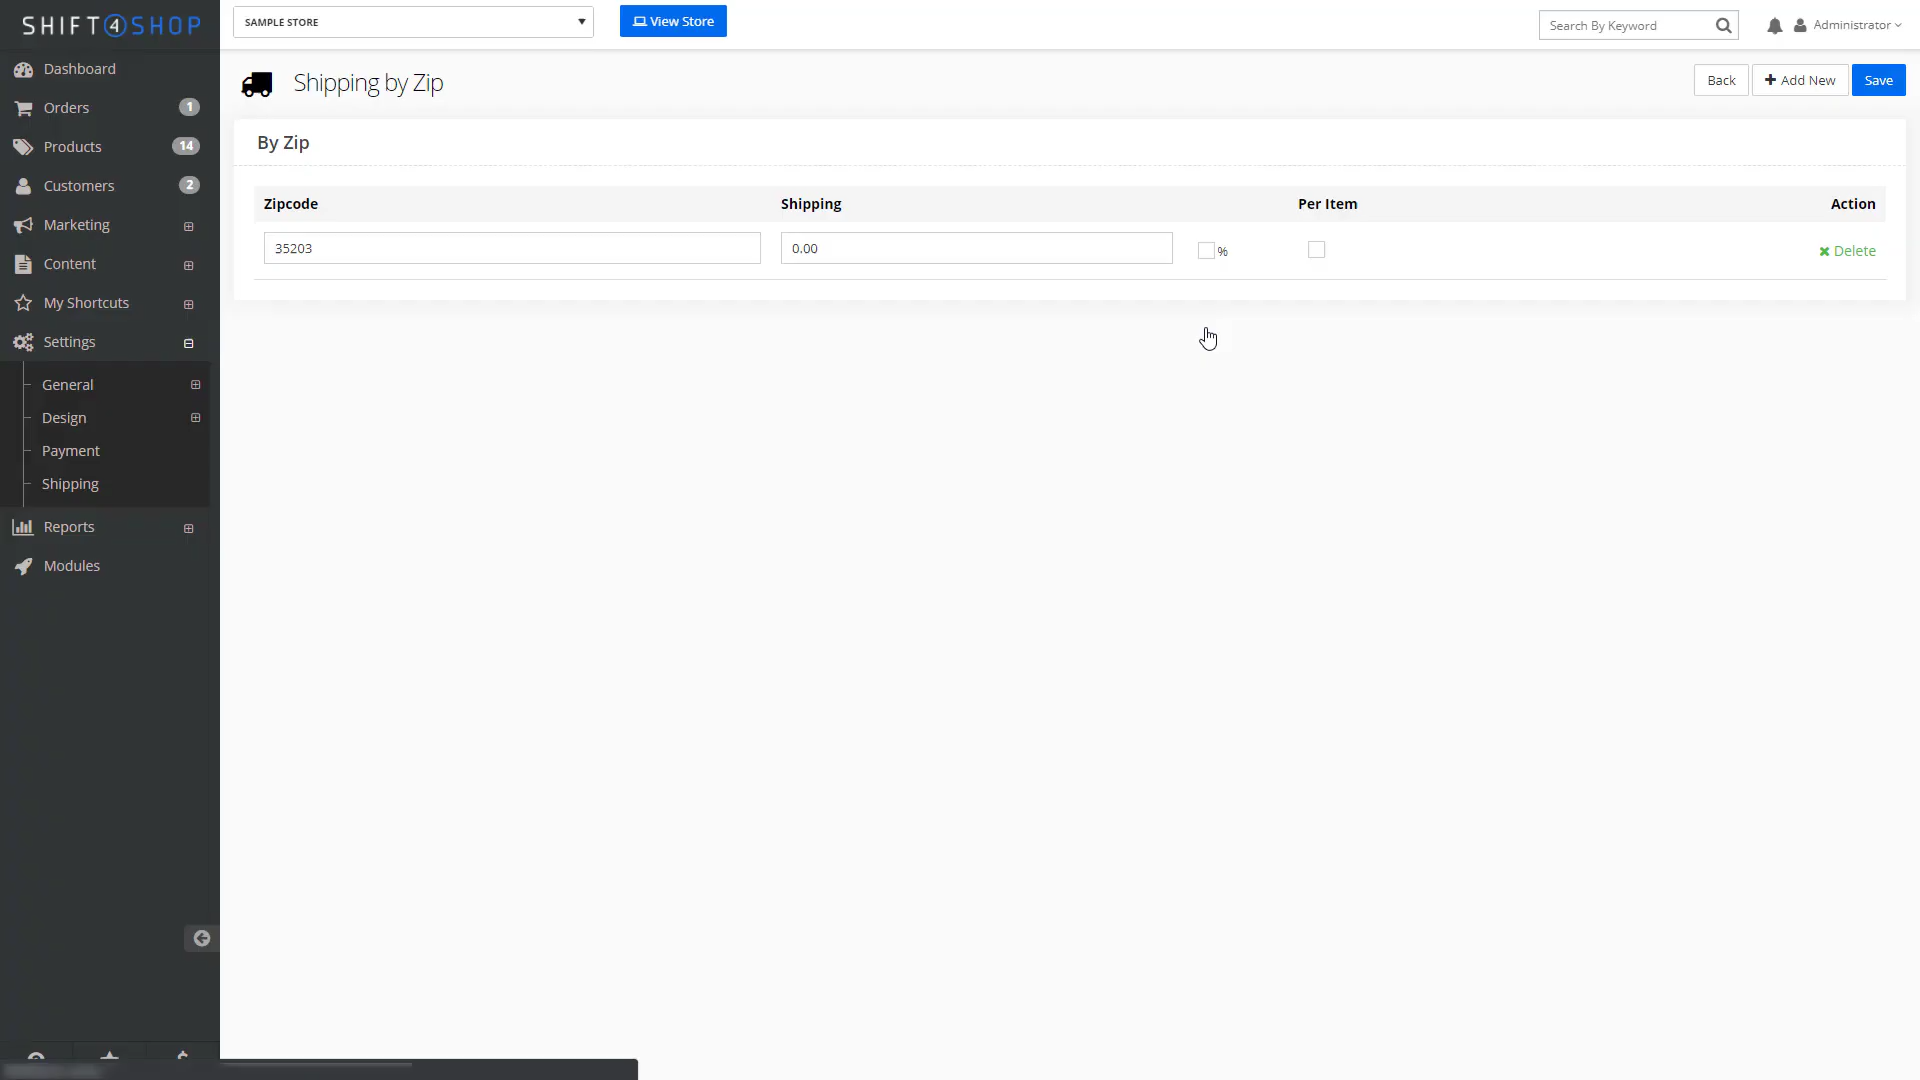 SHIFT4SHOP
SAMPLE STORE
View Store
Search By Keyword
Administrator
Dashboard
Orders 1
Products 14
Customers 2
Marketing
Content
My Shortcuts
Settings
General
Design
Payment
Shipping
Reports
Modules
Shipping by Zip
Back
Add New
Save
By Zip
Zipcode Shipping Per Item Action
35203 0.00 % Delete